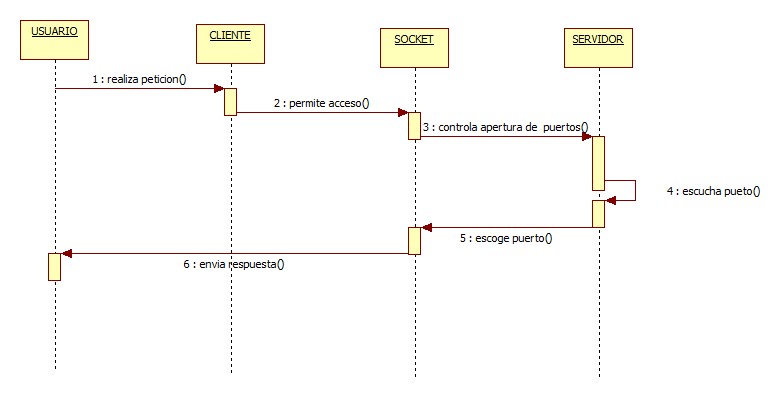 USUARIO
CLIENTE
SOCKET
SERVIDOR
1 : realiza peticion()
2 : permite acceso()
3 : controla apertura de  puertos()
4 : escucha pueto()
5 : escoge puerto()
6 : envia respuesta()